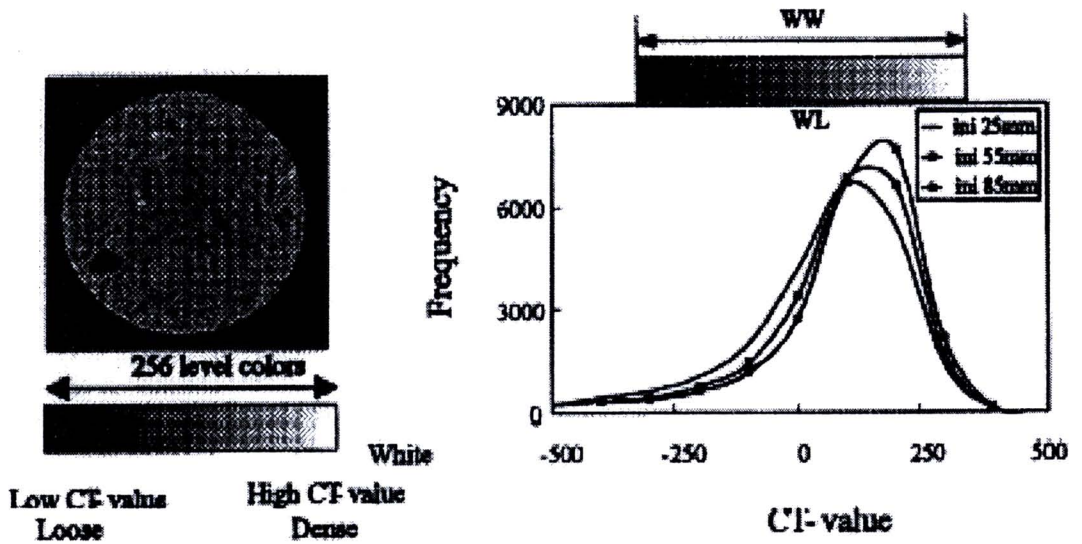 256 level colors
White
Low CT-value
Loose
High CT value
Dense
WW
WL
ini 25mm
ini 55mm
ini 85mm
Frequency
9000
6000
3000
0
-500
-250
0
250
500
CT-value